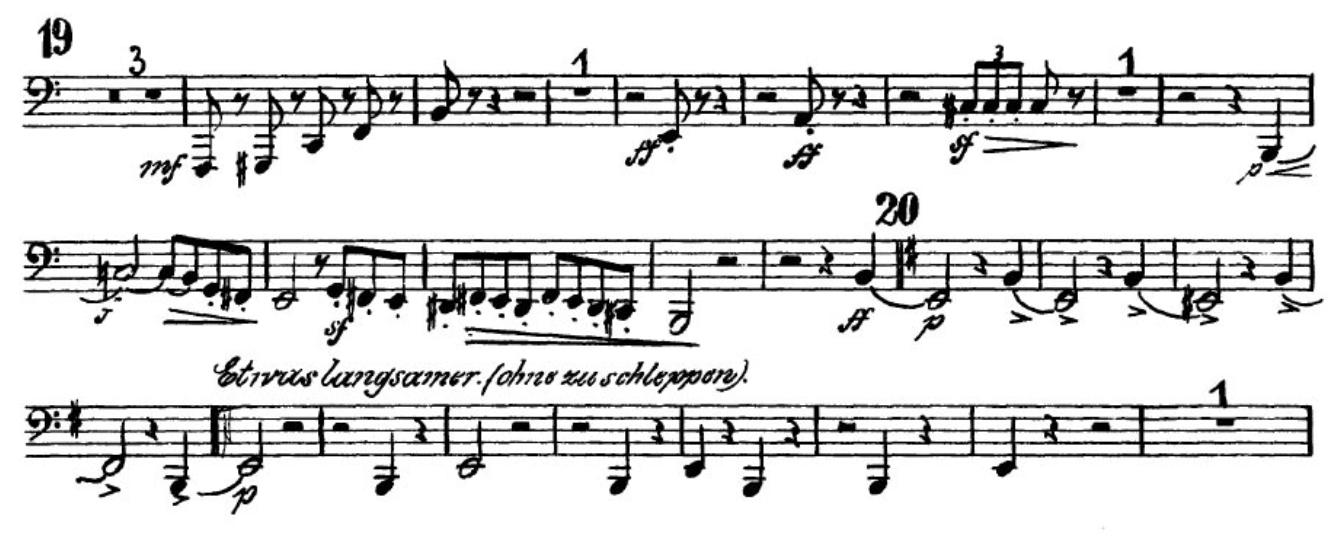 19
3 1 3 1
mf ff ff sf p
20
sf ff p
Etwas langsamer. (ohne zu schleppen).
1
p